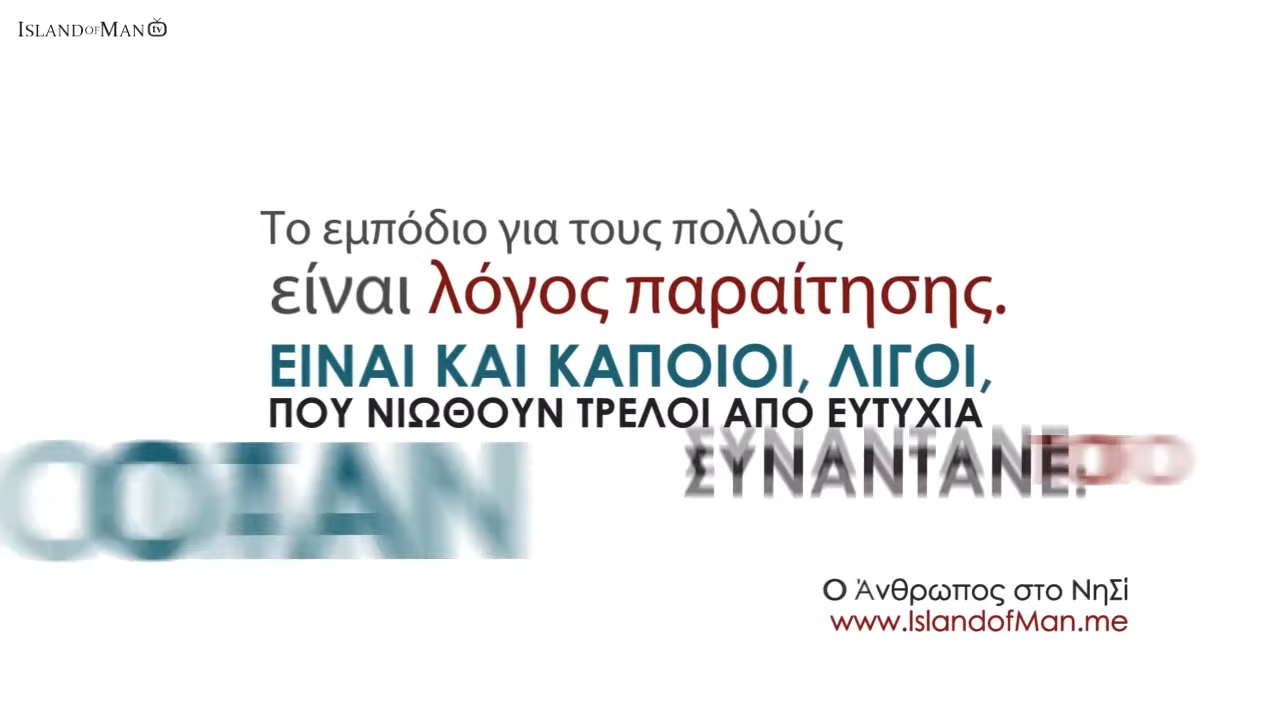 ISLANDOFMAN tv
Το εμπόδιο για τους πολλούς
είναι λόγος παραίτησης.
ΕΙΝΑΙ ΚΑΙ ΚΑΠΟΙΟΙ, ΛΙΓΟΙ,
ΠΟΥ ΝΙΩΘΟΥΝ ΤΡΕΛΟΙ ΑΠΟ ΕΥΤΥΧΙΑ
ΣΥΝΑΝΤΑΝΕ
Ο Άνθρωπος στο ΝηΣί
www.IslandofMan.me